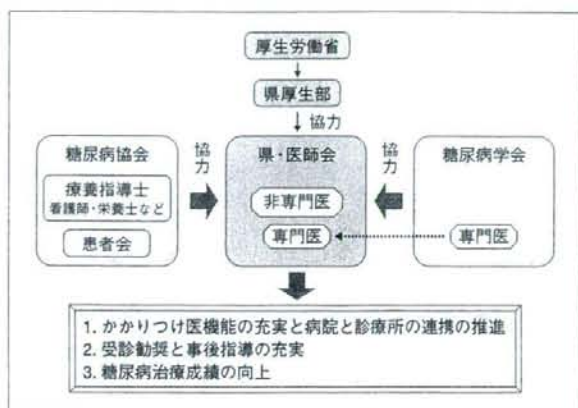 厚生労働省
県厚生部
協力
糖尿病協会
療養指導士
看護師・栄養士など
患者会
協力
県・医師会
非専門医
専門医
協力
糖尿病学会
専門医
1. かかりつけ医機能の充実と病院と診療所の連携の推進
2. 受診勧奨と事後指導の充実
3. 糖尿病治療成績の向上